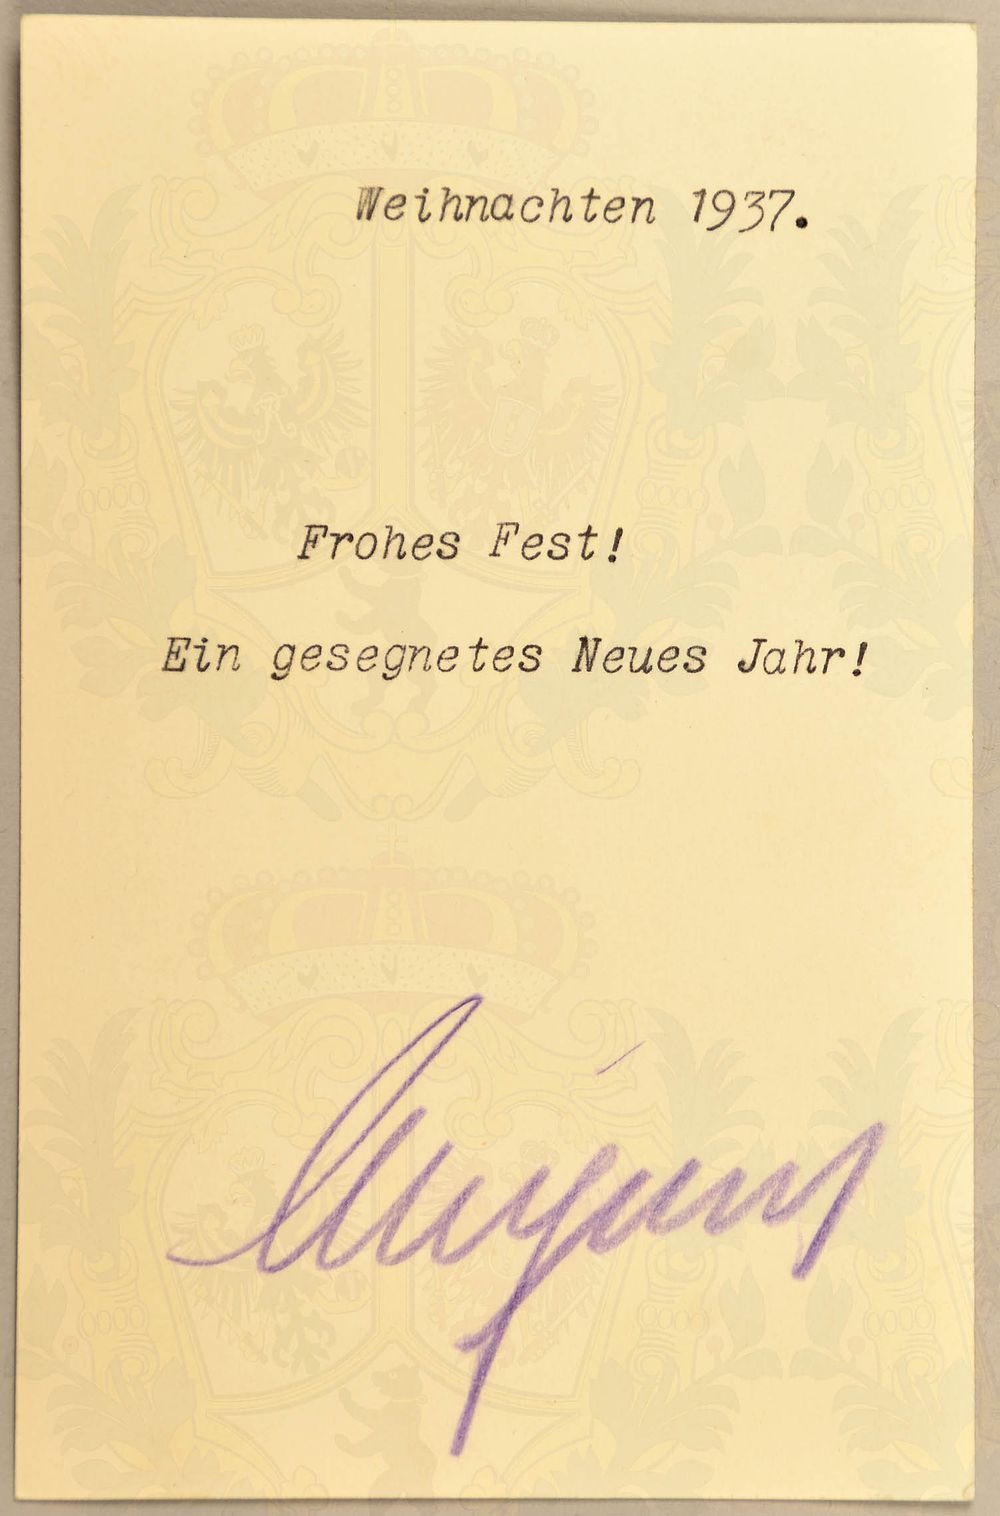 Weihnachten 1937.
Frohes Fest!
Ein gesegnetes Neues Jahr!